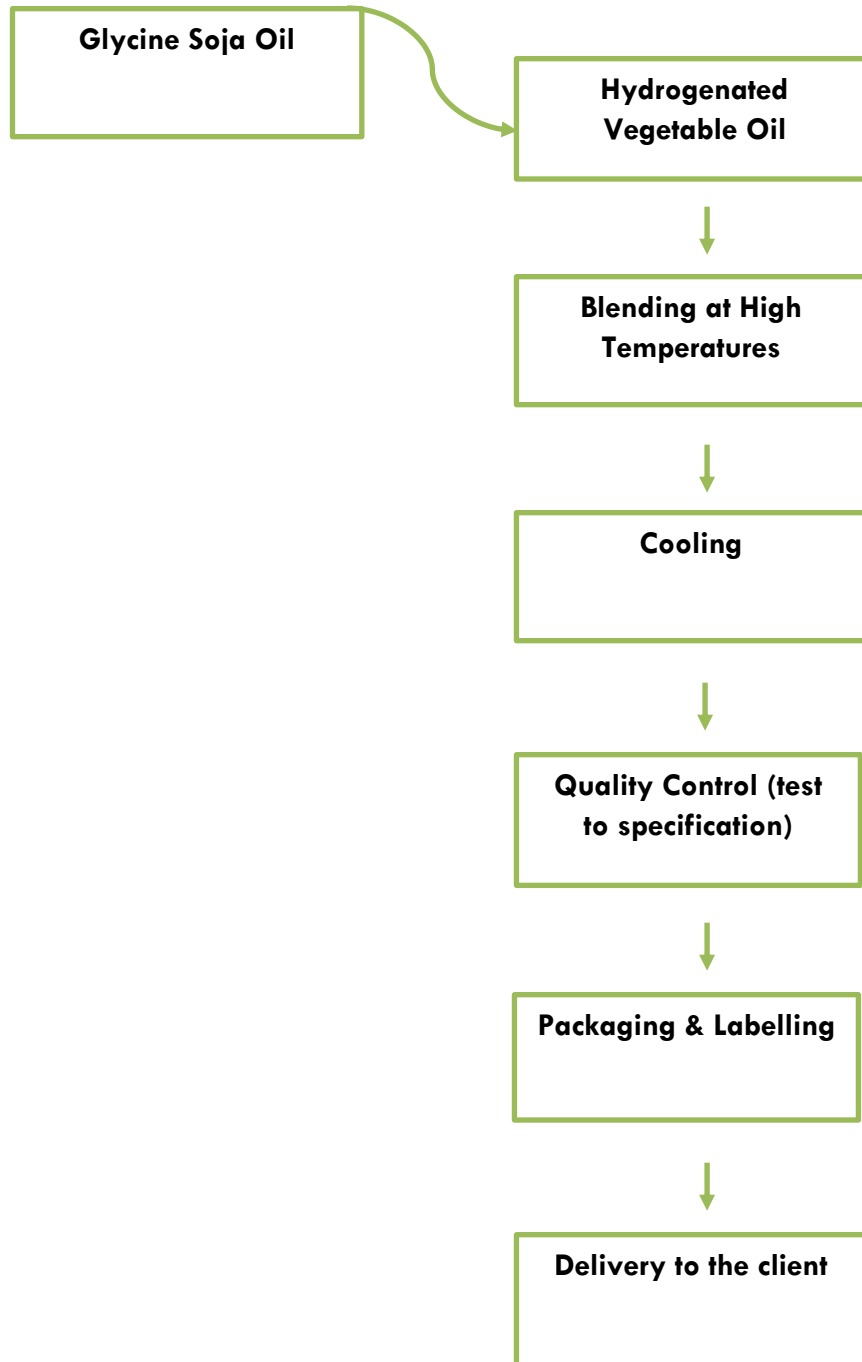 Glycine Soja Oil
Hydrogenated
Vegetable Oil
Blending at High
Temperatures
Cooling
Quality Control (test
to specification)
Packaging & Labelling
Delivery to the client